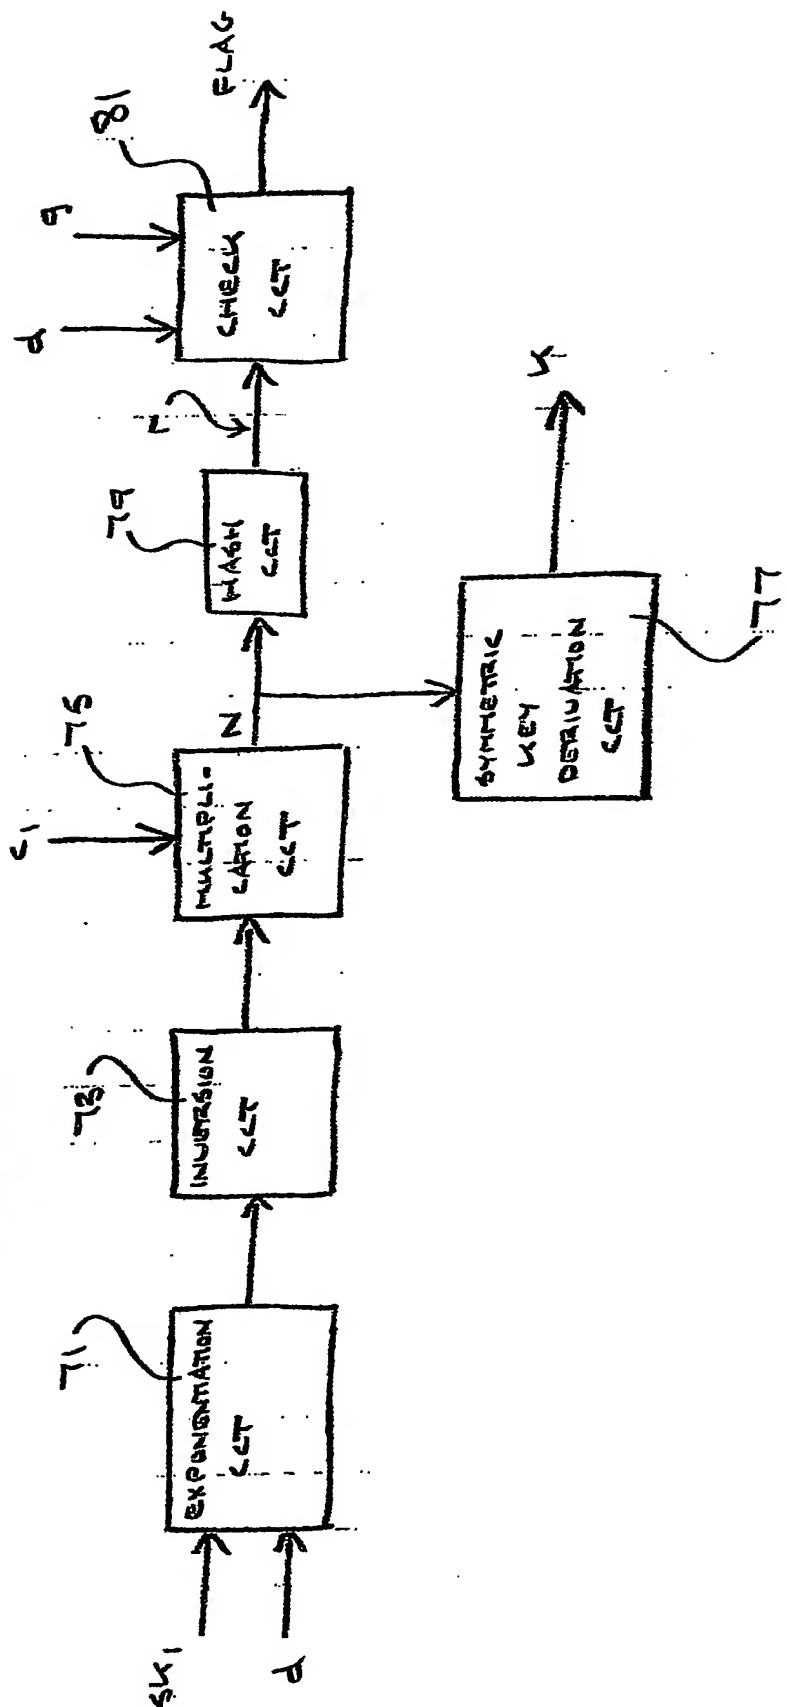 SK1
d
EXPONENTIATION
CCT
71
INVERSION
CCT
73
C1
MULTIPLI-
CATION
CCT
75
Z
HASH
CCT
79
r
d
g
CHECK
CCT
81
FLAG
SYMMETRIC
KEY
DERIVATION
CCT
77
K